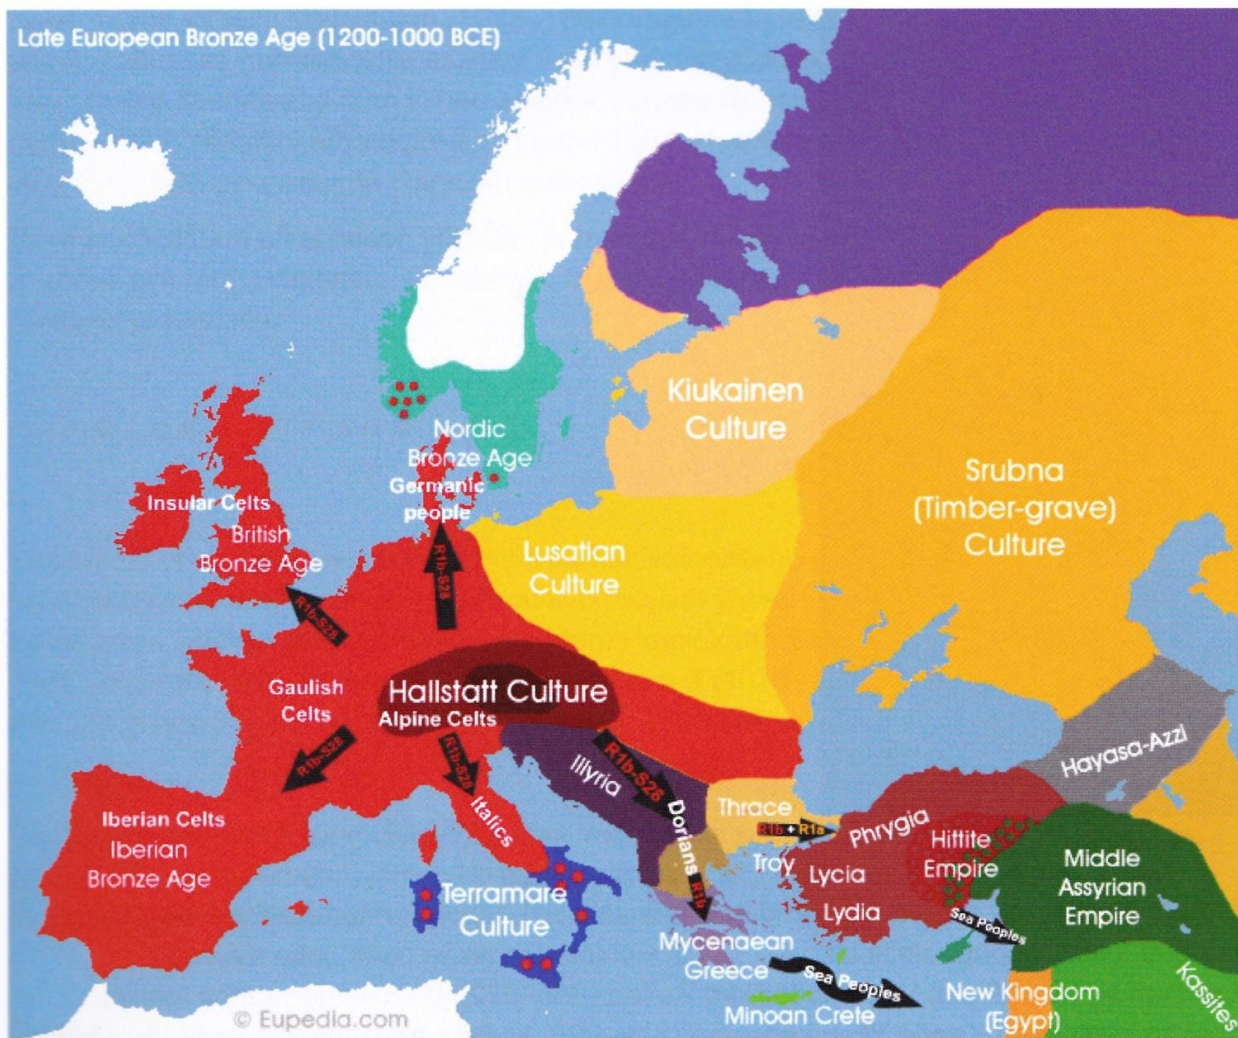 Late European Bronze Age (1200-1000 BCE)
Kiukainen
Culture
Nordic
Bronze Age
Germanic
people
Srubna
(Timber-grave)
Culture
Insular Celts
British
Bronze Age
Lusatian
Culture
R1b-S28
R1b-S28
Gaulish
Celts
Hallstatt Culture
Alpine Celts
R1b-S28
R1b-S28
R1b-S28
Illyria
Hayasa-Azzi
Italics
Dorians
Thrace
R1b + R1a
Phrygia
Iberian Celts
Iberian
Bronze Age
Troy
Hittite
Empire
Lycia
Lydia
Middle
Assyrian
Empire
R1b
Terramare
Culture
Sea Peoples
Mycenaean
Greece
Sea Peoples
Minoan Crete
New Kingdom
(Egypt)
Kassites
© Eupedia.com